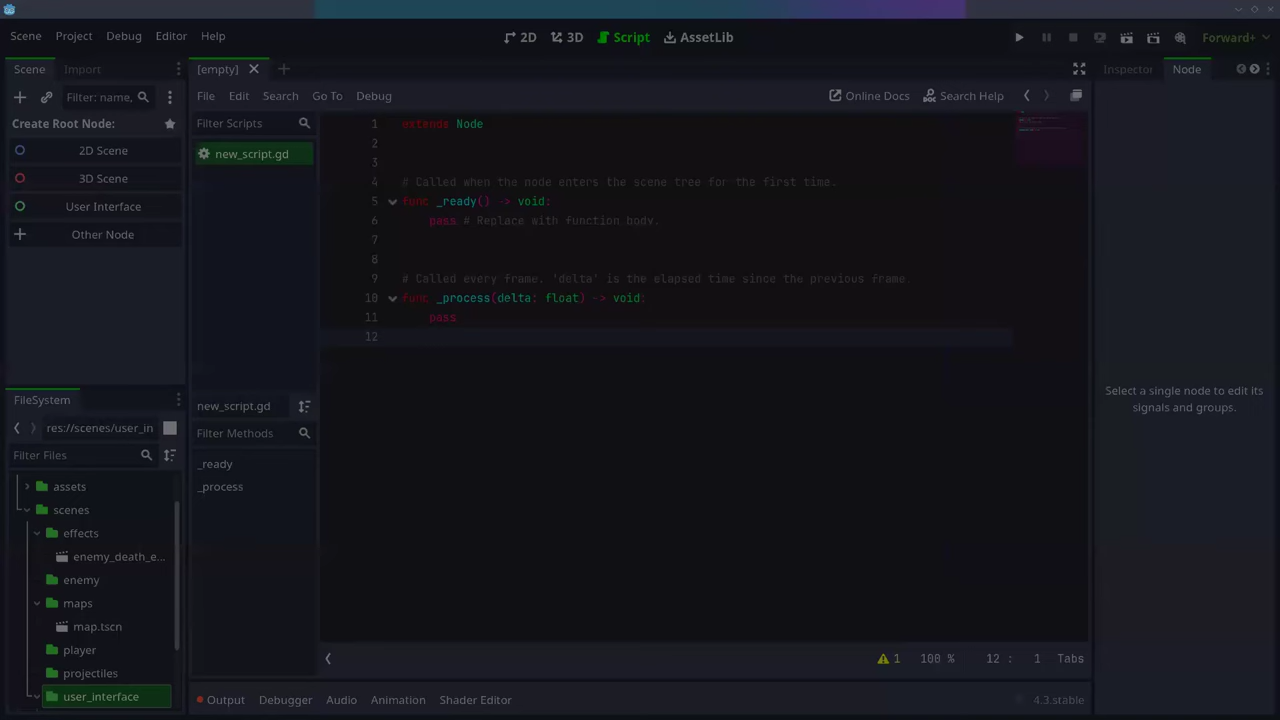 Scene Project Debug Editor Help
2D 3D Script AssetLib
Forward+
Scene Import
[empty]
Inspector Node
Filter: name,
File Edit Search Go To Debug
Online Docs Search Help
Create Root Node:
2D Scene
3D Scene
User Interface
Other Node
Filter Scripts
new_script.gd
1 extends Node
2
3
4 # Called when the node enters the scene tree for the first time.
5 func _ready() -> void:
6 pass # Replace with function body.
7
8
9 # Called every frame. 'delta' is the elapsed time since the previous frame.
10 func _process(delta: float) -> void:
11 pass
12
Select a single node to edit its
signals and groups.
new_script.gd
Filter Methods
_ready
_process
FileSystem
res://scenes/user_in
Filter Files
assets
scenes
effects
enemy_death_e...
enemy
maps
map.tscn
player
projectiles
user_interface
1 100 % 12 : 1 Tabs
Output Debugger Audio Animation Shader Editor
4.3.stable